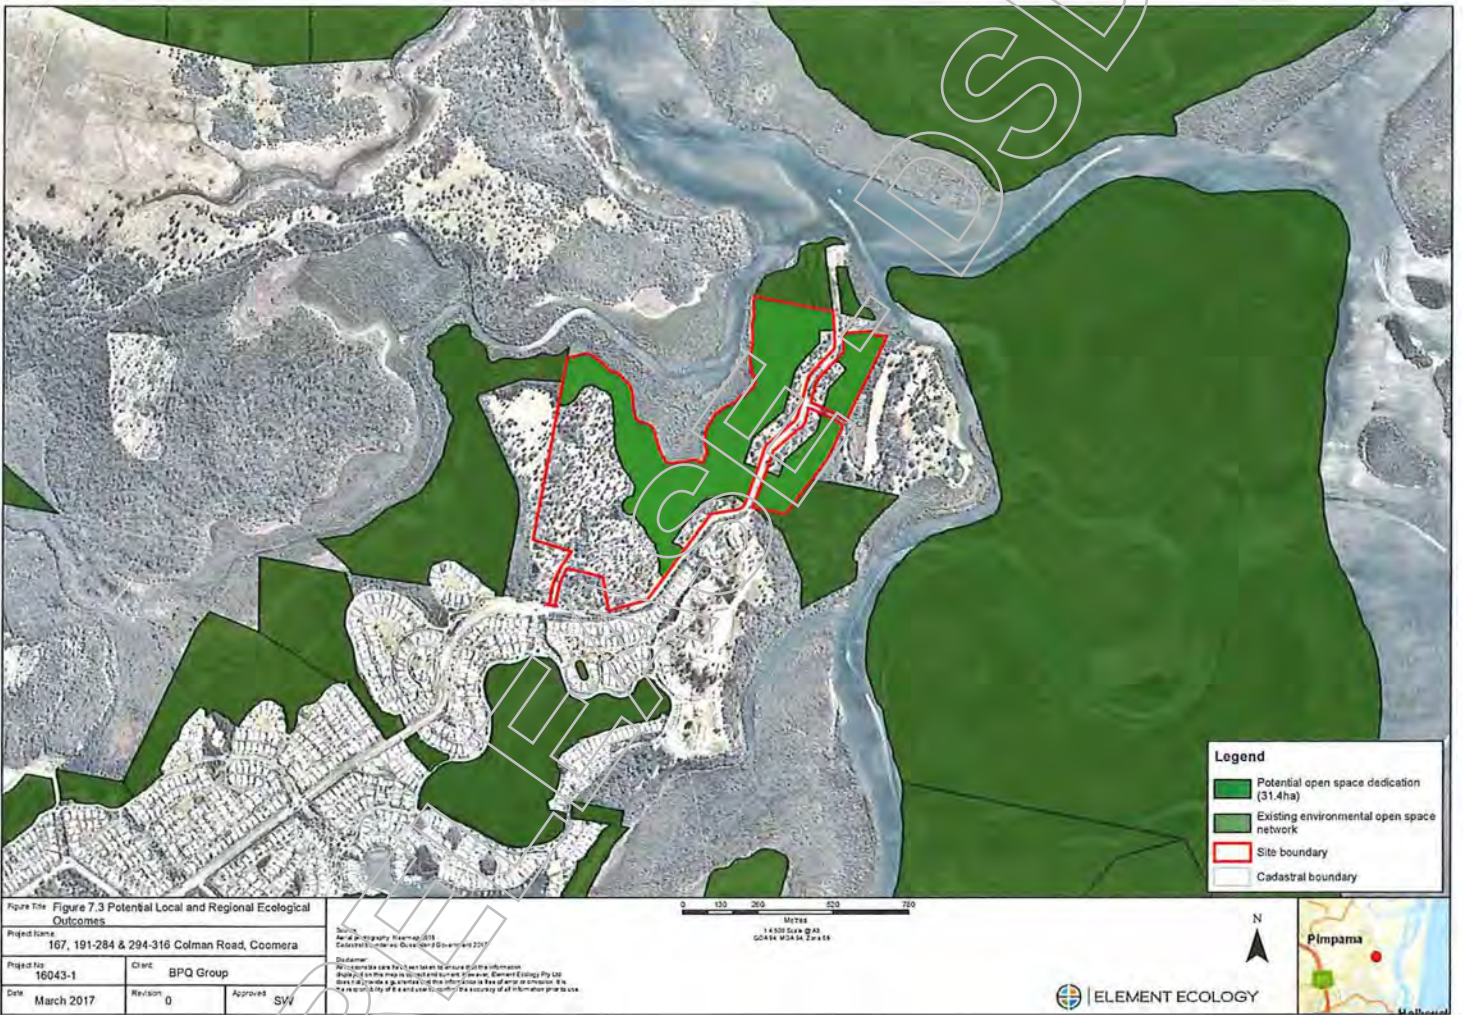 Legend
Potential open space dedication
(31.4ha)
Existing environmental open space
network
Site boundary
Cadastral boundary
Figure Title Figure 7.3 Potential Local and Regional Ecological
Outcomes
Project Name
167, 191-284 & 294-316 Colman Road, Coomera
Project No
16043-1
Client
BPQ Group
Date
March 2017
Revision
0
Approved
SW
Disclaimer
0 130 260 520 780
Metres
N
ELEMENT ECOLOGY
Pimpama
DSD
RELEASE